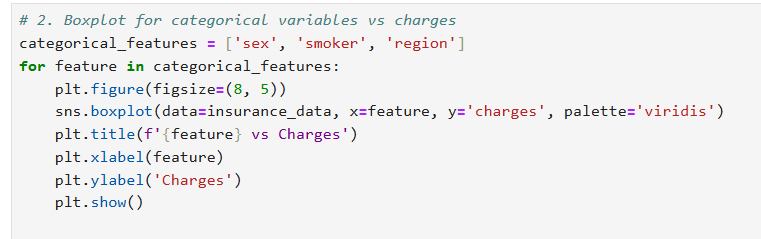 # 2. Boxplot for categorical variables vs charges
categorical_features = ['sex', 'smoker', 'region']
for feature in categorical_features:
    plt.figure(figsize=(8, 5))
    sns.boxplot(data=insurance_data, x=feature, y='charges', palette='viridis')
    plt.title(f'{feature} vs Charges')
    plt.xlabel(feature)
    plt.ylabel('Charges')
    plt.show()